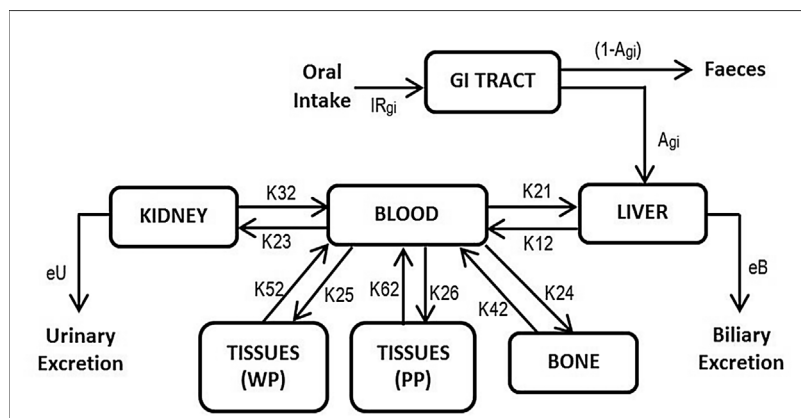 (1-Agi)
Oral
Intake
IRgi
GI TRACT
Faeces
Agi
KIDNEY
K32
K23
BLOOD
K21
K12
LIVER
eU
K52
K25
K62
K26
K42
K24
eB
Urinary
Excretion
TISSUES
(WP)
TISSUES
(PP)
BONE
Biliary
Excretion